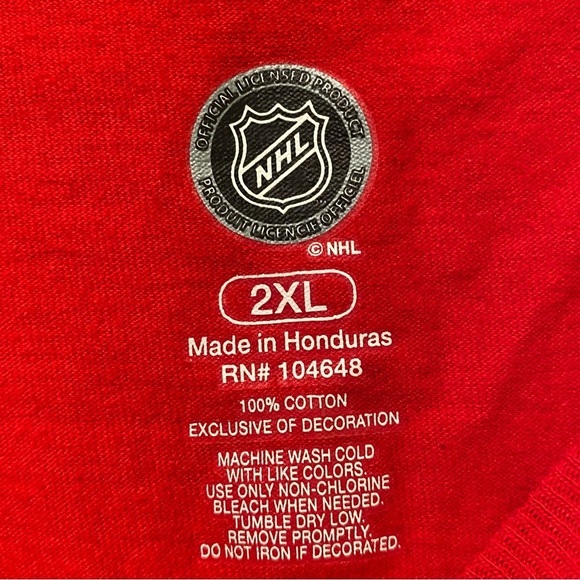 OFFICIAL LICENSED PRODUCT
NHL
PRODUIT LICENCIÉ OFFICIEL
© NHL
2XL
Made in Honduras
RN# 104648
100% COTTON
EXCLUSIVE OF DECORATION
MACHINE WASH COLD
WITH LIKE COLORS.
USE ONLY NON-CHLORINE
BLEACH WHEN NEEDED.
TUMBLE DRY LOW.
REMOVE PROMPTLY.
DO NOT IRON IF DECORATED.